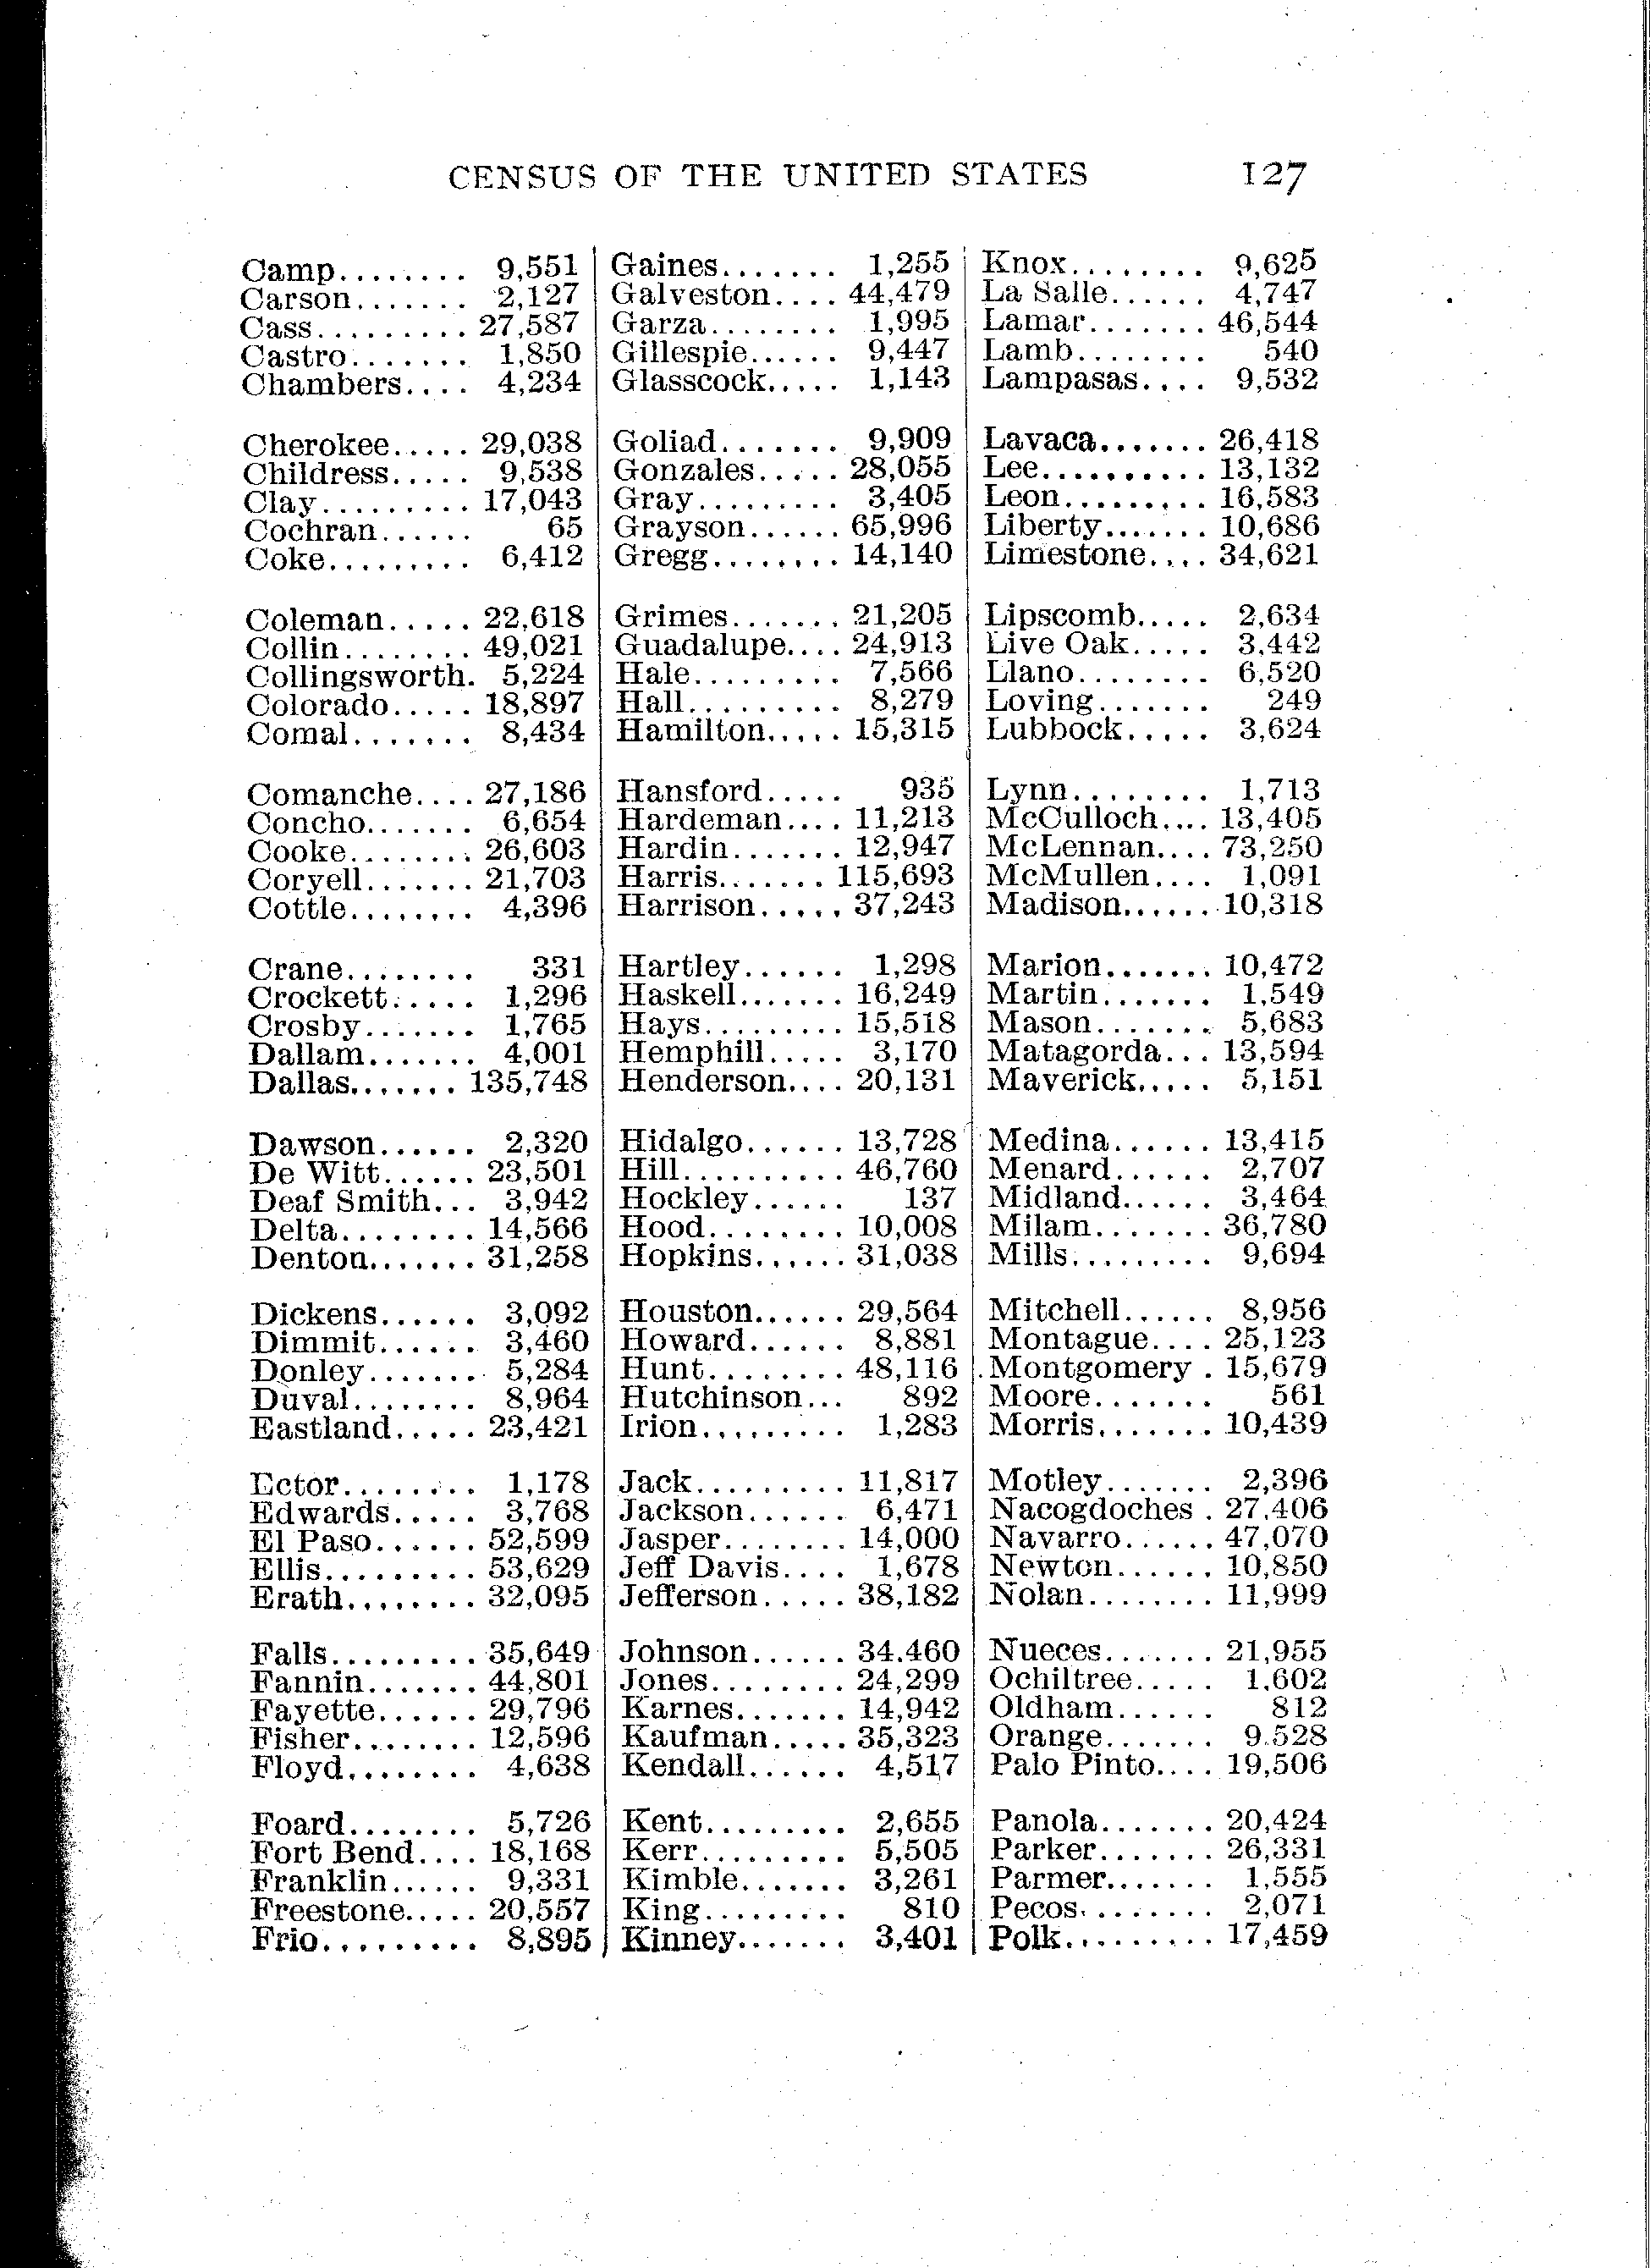 CENSUS OF THE UNITED STATES 127
Camp........ 9,551
Carson....... 2,127
Cass......... 27,587
Castro....... 1,850
Chambers.... 4,234
Cherokee..... 29,038
Childress..... 9,538
Clay......... 17,043
Cochran...... 65
Coke......... 6,412
Coleman..... 22,618
Collin........ 49,021
Collingsworth. 5,224
Colorado..... 18,897
Comal....... 8,434
Comanche.... 27,186
Concho....... 6,654
Cooke........ 26,603
Coryell....... 21,703
Cottle........ 4,396
Crane........ 331
Crockett...... 1,296
Crosby....... 1,765
Dallam....... 4,001
Dallas....... 135,748
Dawson...... 2,320
De Witt...... 23,501
Deaf Smith... 3,942
Delta........ 14,566
Denton....... 31,258
Dickens...... 3,092
Dimmit...... 3,460
Donley....... 5,284
Duval........ 8,964
Eastland..... 23,421
Ector........ 1,178
Edwards..... 3,768
El Paso...... 52,599
Ellis......... 53,629
Erath........ 32,095
Falls......... 35,649
Fannin....... 44,801
Fayette...... 29,796
Fisher........ 12,596
Floyd........ 4,638
Foard........ 5,726
Fort Bend.... 18,168
Franklin...... 9,331
Freestone..... 20,557
Frio.......... 8,895
Gaines....... 1,255
Galveston.... 44,479
Garza........ 1,995
Gillespie...... 9,447
Glasscock..... 1,143
Goliad....... 9,909
Gonzales..... 28,055
Gray......... 3,405
Grayson...... 65,996
Gregg........ 14,140
Grimes....... 21,205
Guadalupe.... 24,913
Hale......... 7,566
Hall......... 8,279
Hamilton..... 15,315
Hansford..... 935
Hardeman.... 11,213
Hardin....... 12,947
Harris....... 115,693
Harrison..... 37,243
Hartley...... 1,298
Haskell....... 16,249
Hays......... 15,518
Hemphill..... 3,170
Henderson.... 20,131
Hidalgo...... 13,728
Hill.......... 46,760
Hockley...... 137
Hood........ 10,008
Hopkins...... 31,038
Houston...... 29,564
Howard...... 8,881
Hunt........ 48,116
Hutchinson... 892
Irion......... 1,283
Jack......... 11,817
Jackson...... 6,471
Jasper........ 14,000
Jeff Davis.... 1,678
Jefferson..... 38,182
Johnson...... 34.460
Jones........ 24,299
Karnes....... 14,942
Kaufman..... 35,323
Kendall...... 4,517
Kent......... 2,655
Kerr......... 5,505
Kimble....... 3,261
King......... 810
Kinney....... 3,401
Knox........ 9,625
La Salle...... 4,747
Lamar....... 46,544
Lamb........ 540
Lampasas.... 9,532
Lavaca....... 26,418
Lee.......... 13,132
Leon......... 16,583
Liberty....... 10,686
Limestone.... 34,621
Lipscomb..... 2,634
Live Oak..... 3.442
Llano........ 6,520
Loving....... 249
Lubbock..... 3,624
Lynn........ 1,713
McCulloch.... 13,405
McLennan.... 73,250
McMullen.... 1,091
Madison...... 10,318
Marion....... 10,472
Martin....... 1,549
Mason....... 5,683
Matagorda... 13,594
Maverick..... 5,151
Medina...... 13,415
Menard...... 2,707
Midland...... 3,464
Milam....... 36,780
Mills......... 9,694
Mitchell...... 8,956
Montague.... 25,123
Montgomery . 15,679
Moore....... 561
Morris....... 10,439
Motley....... 2,396
Nacogdoches . 27,406
Navarro...... 47,070
Newton...... 10,850
Nolan........ 11,999
Nueces....... 21,955
Ochiltree..... 1,602
Oldham...... 812
Orange....... 9.528
Palo Pinto.... 19,506
Panola....... 20,424
Parker....... 26,331
Parmer....... 1,555
Pecos........ 2,071
Polk......... 17,459